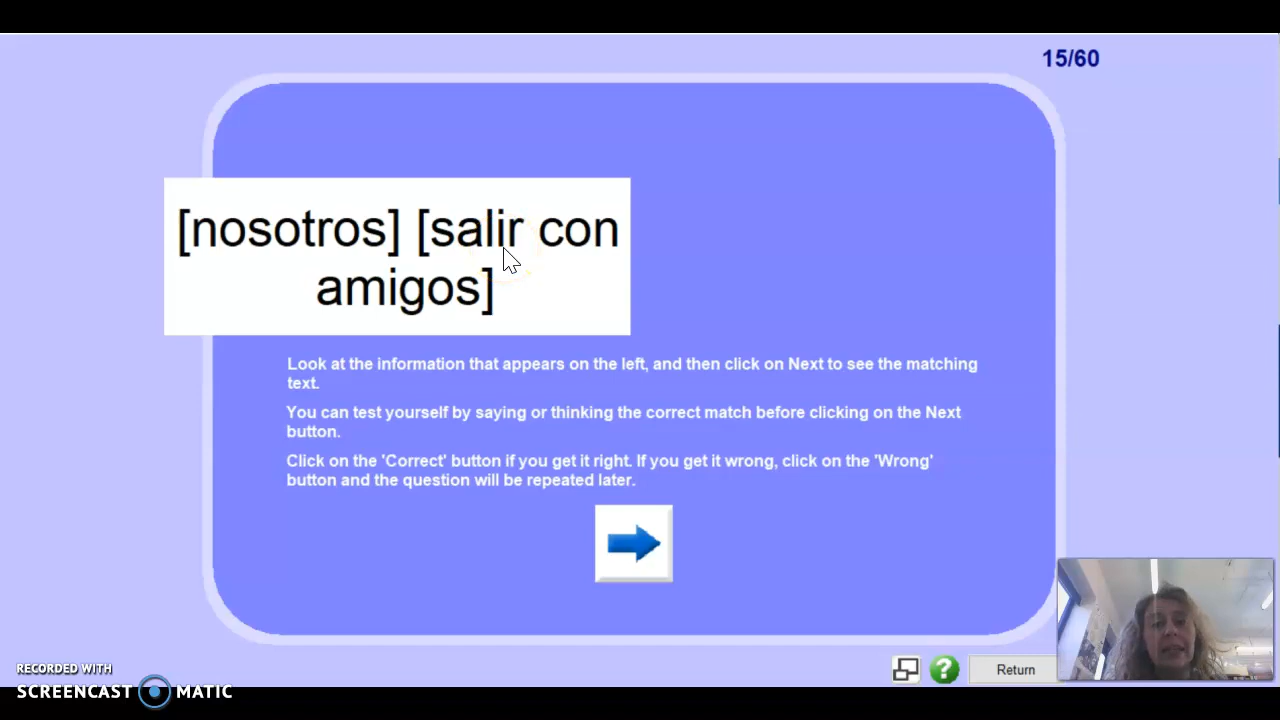 15/60
[nosotros] [salir con
amigos]
Look at the information that appears on the left, and then click on Next to see the matching
text.
You can test yourself by saying or thinking the correct match before clicking on the Next
button.
Click on the 'Correct' button if you get it right. If you get it wrong, click on the 'Wrong'
button and the question will be repeated later.
? Return
RECORDED WITH
SCREENCAST MATIC